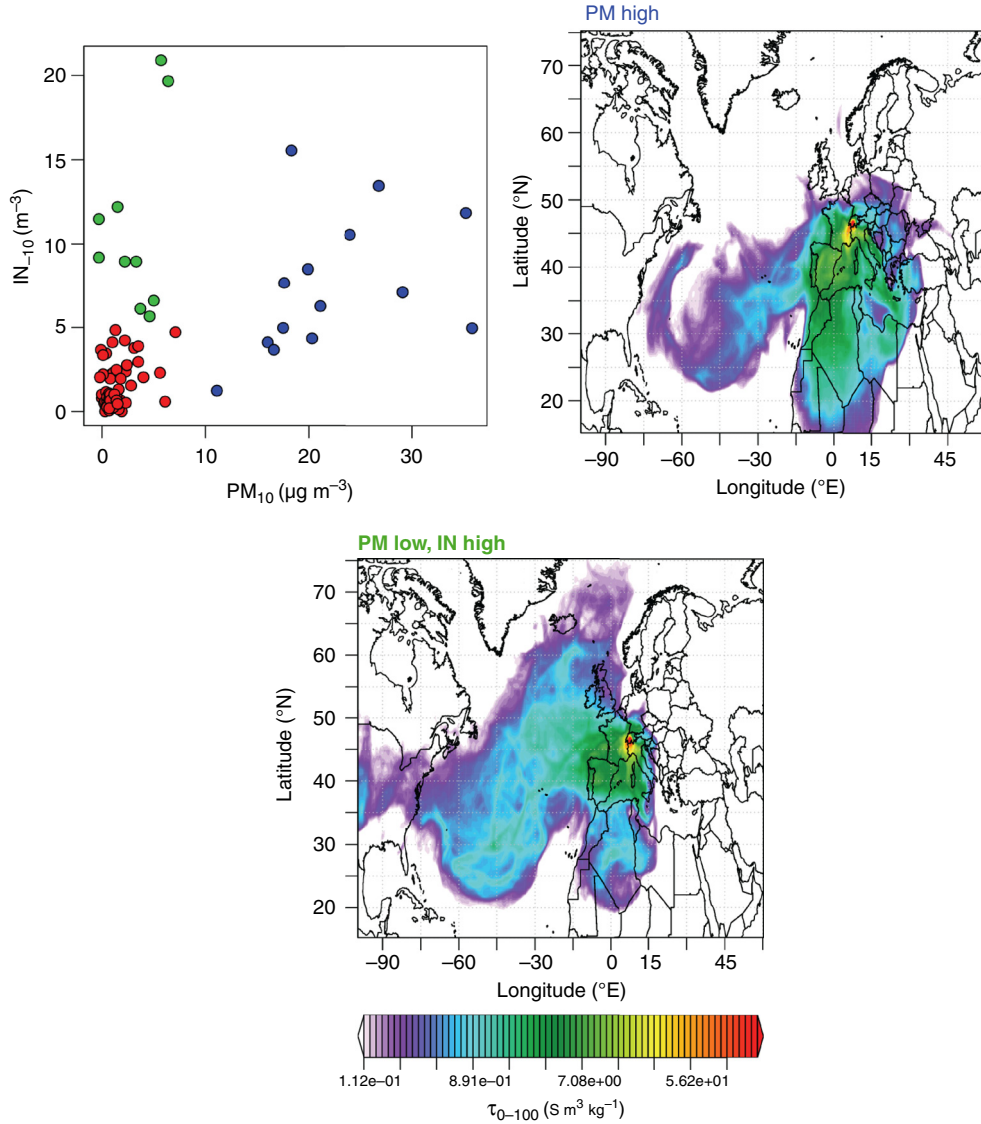 PM high
20
15
10
5
0
IN₋₁₀ (m⁻³)
0 10 20 30
PM₁₀ (µg m⁻³)
70
60
50
40
30
20
Latitude (°N)
−90 −60 −30 0 15 45
Longitude (°E)
PM low, IN high
70
60
50
40
30
20
Latitude (°N)
−90 −60 −30 0 15 45
Longitude (°E)
1.12e−01 8.91e−01 7.08e+00 5.62e+01
τ₀₋₁₀₀ (S m³ kg⁻¹)